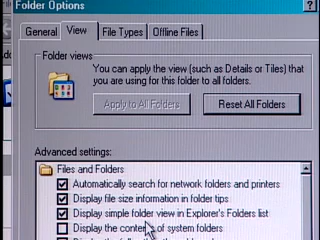 Folder Options
?
General
View
File Types
Offline Files
Folder views
You can apply the view (such as Details or Tiles) that
you are using for this folder to all folders.
Apply to All Folders
Reset All Folders
Advanced settings:
Files and Folders
Automatically search for network folders and printers
Display file size information in folder tips
Display simple folder view in Explorer's Folders list
Display the contents of system folders